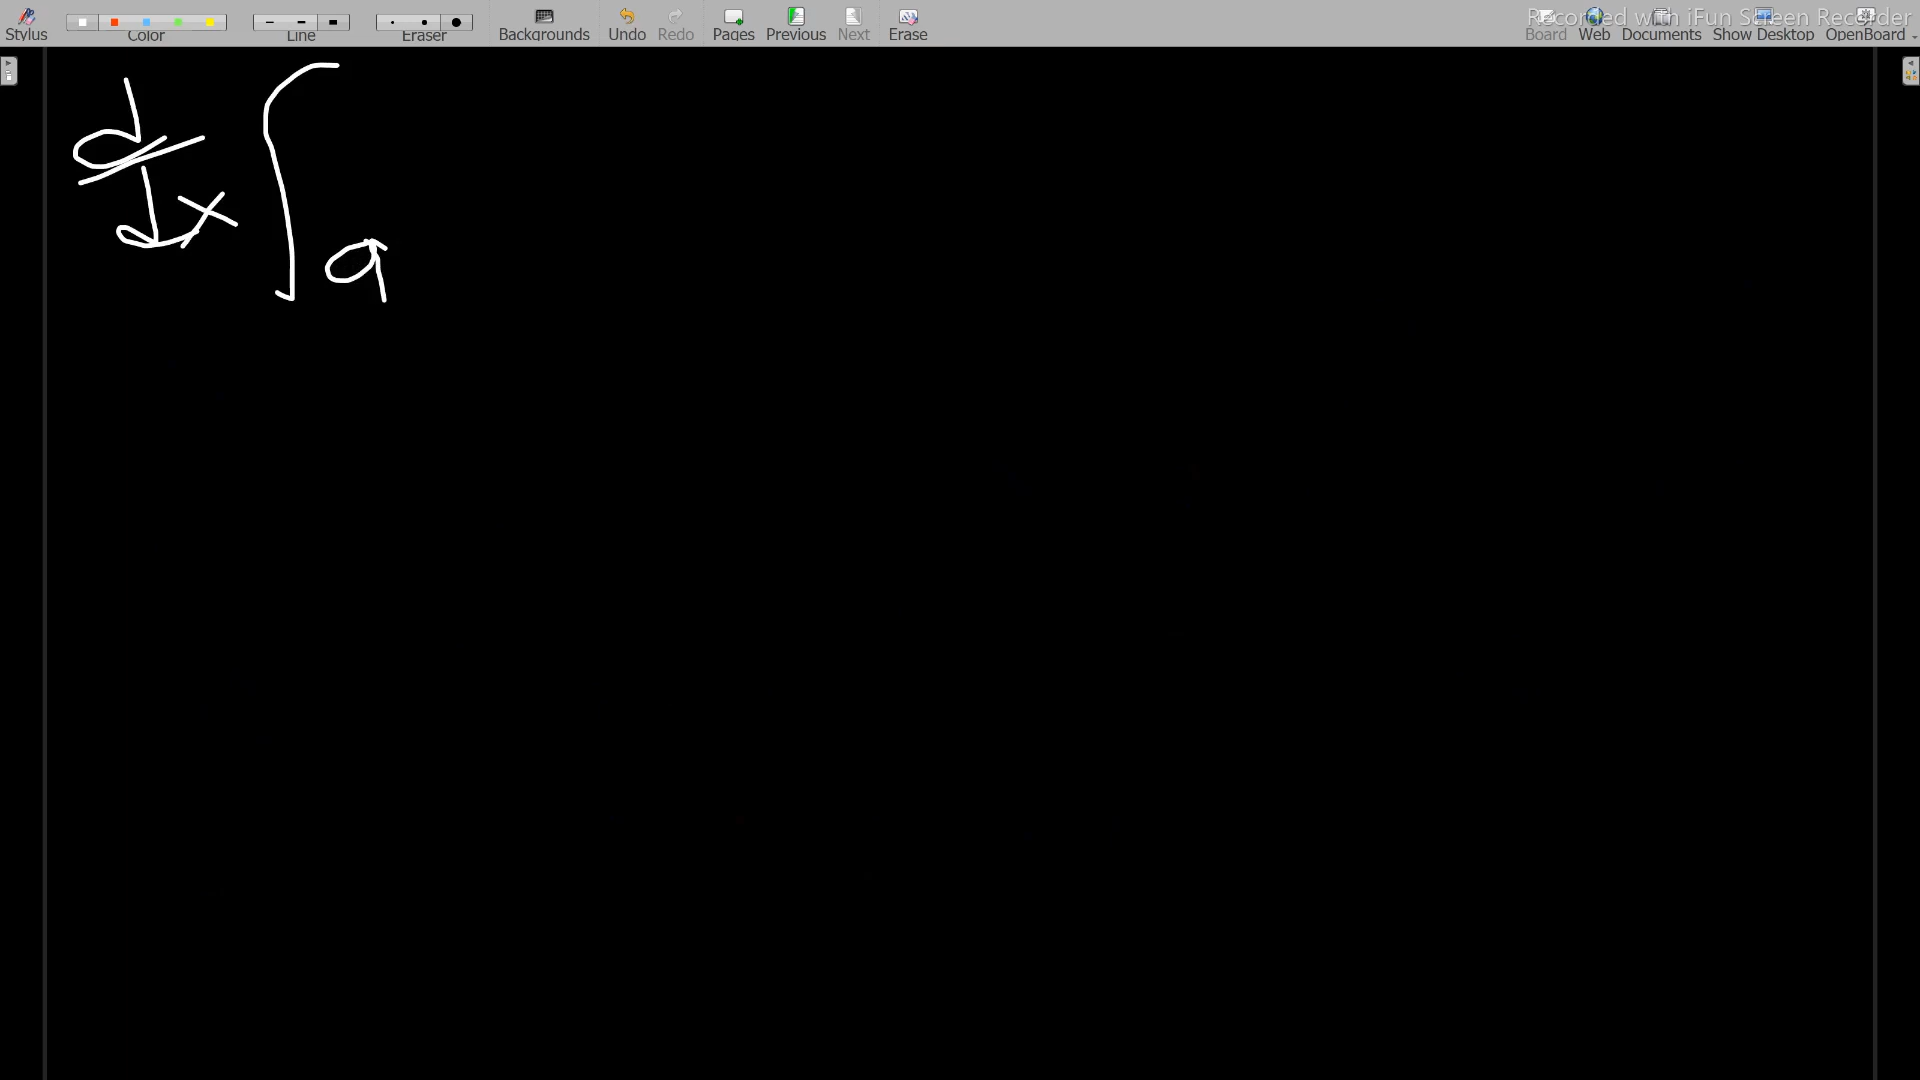 Recorded with iFun Screen Recorder
Stylus Color Line Eraser Backgrounds Undo Redo Pages Previous Next Erase Board Web Documents Show Desktop OpenBoard
d/dx ∫a